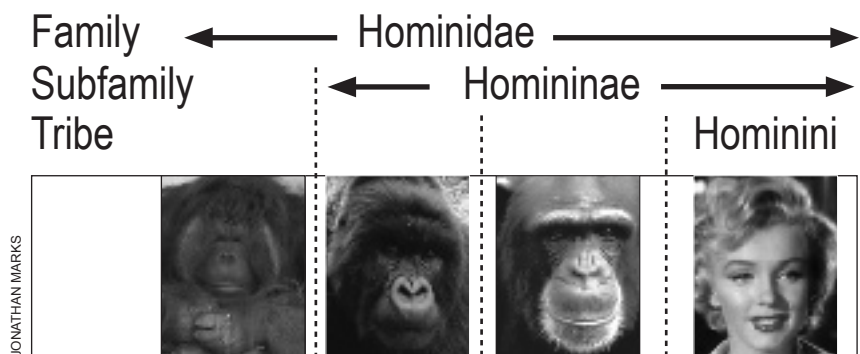 Family Hominidae
Subfamily Homininae
Tribe Hominini
JONATHAN MARKS